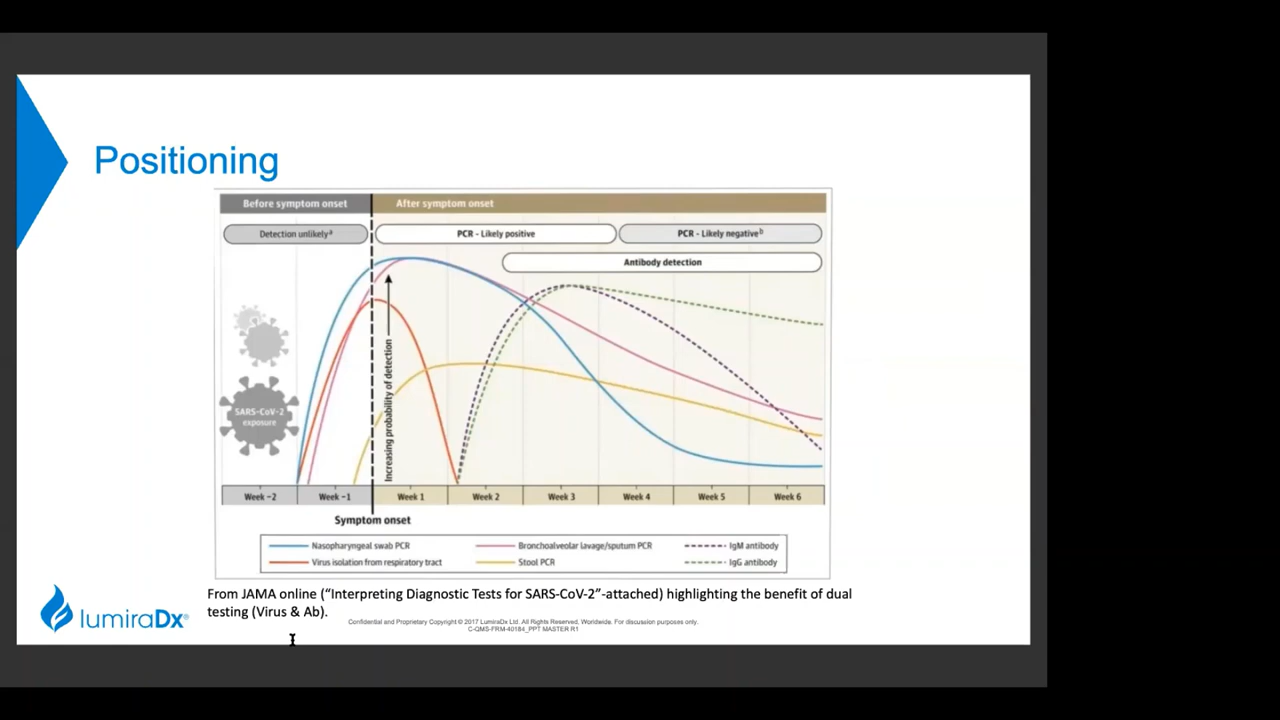 Positioning
Before symptom onset
After symptom onset
Detection unlikelyᵃ
PCR - Likely positive
PCR - Likely negativeᵇ
Antibody detection
SARS-CoV-2
exposure
Increasing probability of detection
Week −2
Week −1
Week 1
Week 2
Week 3
Week 4
Week 5
Week 6
Symptom onset
Nasopharyngeal swab PCR
Bronchoalveolar lavage/sputum PCR
IgM antibody
Virus isolation from respiratory tract
Stool PCR
IgG antibody
From JAMA online (“Interpreting Diagnostic Tests for SARS-CoV-2”-attached) highlighting the benefit of dual
testing (Virus & Ab).
lumiraDx
Confidential and Proprietary Copyright © 2017 LumiraDx Ltd. All Rights Reserved, Worldwide. For discussion purposes only.
C-QMS-FRM-40184_PPT MASTER R1